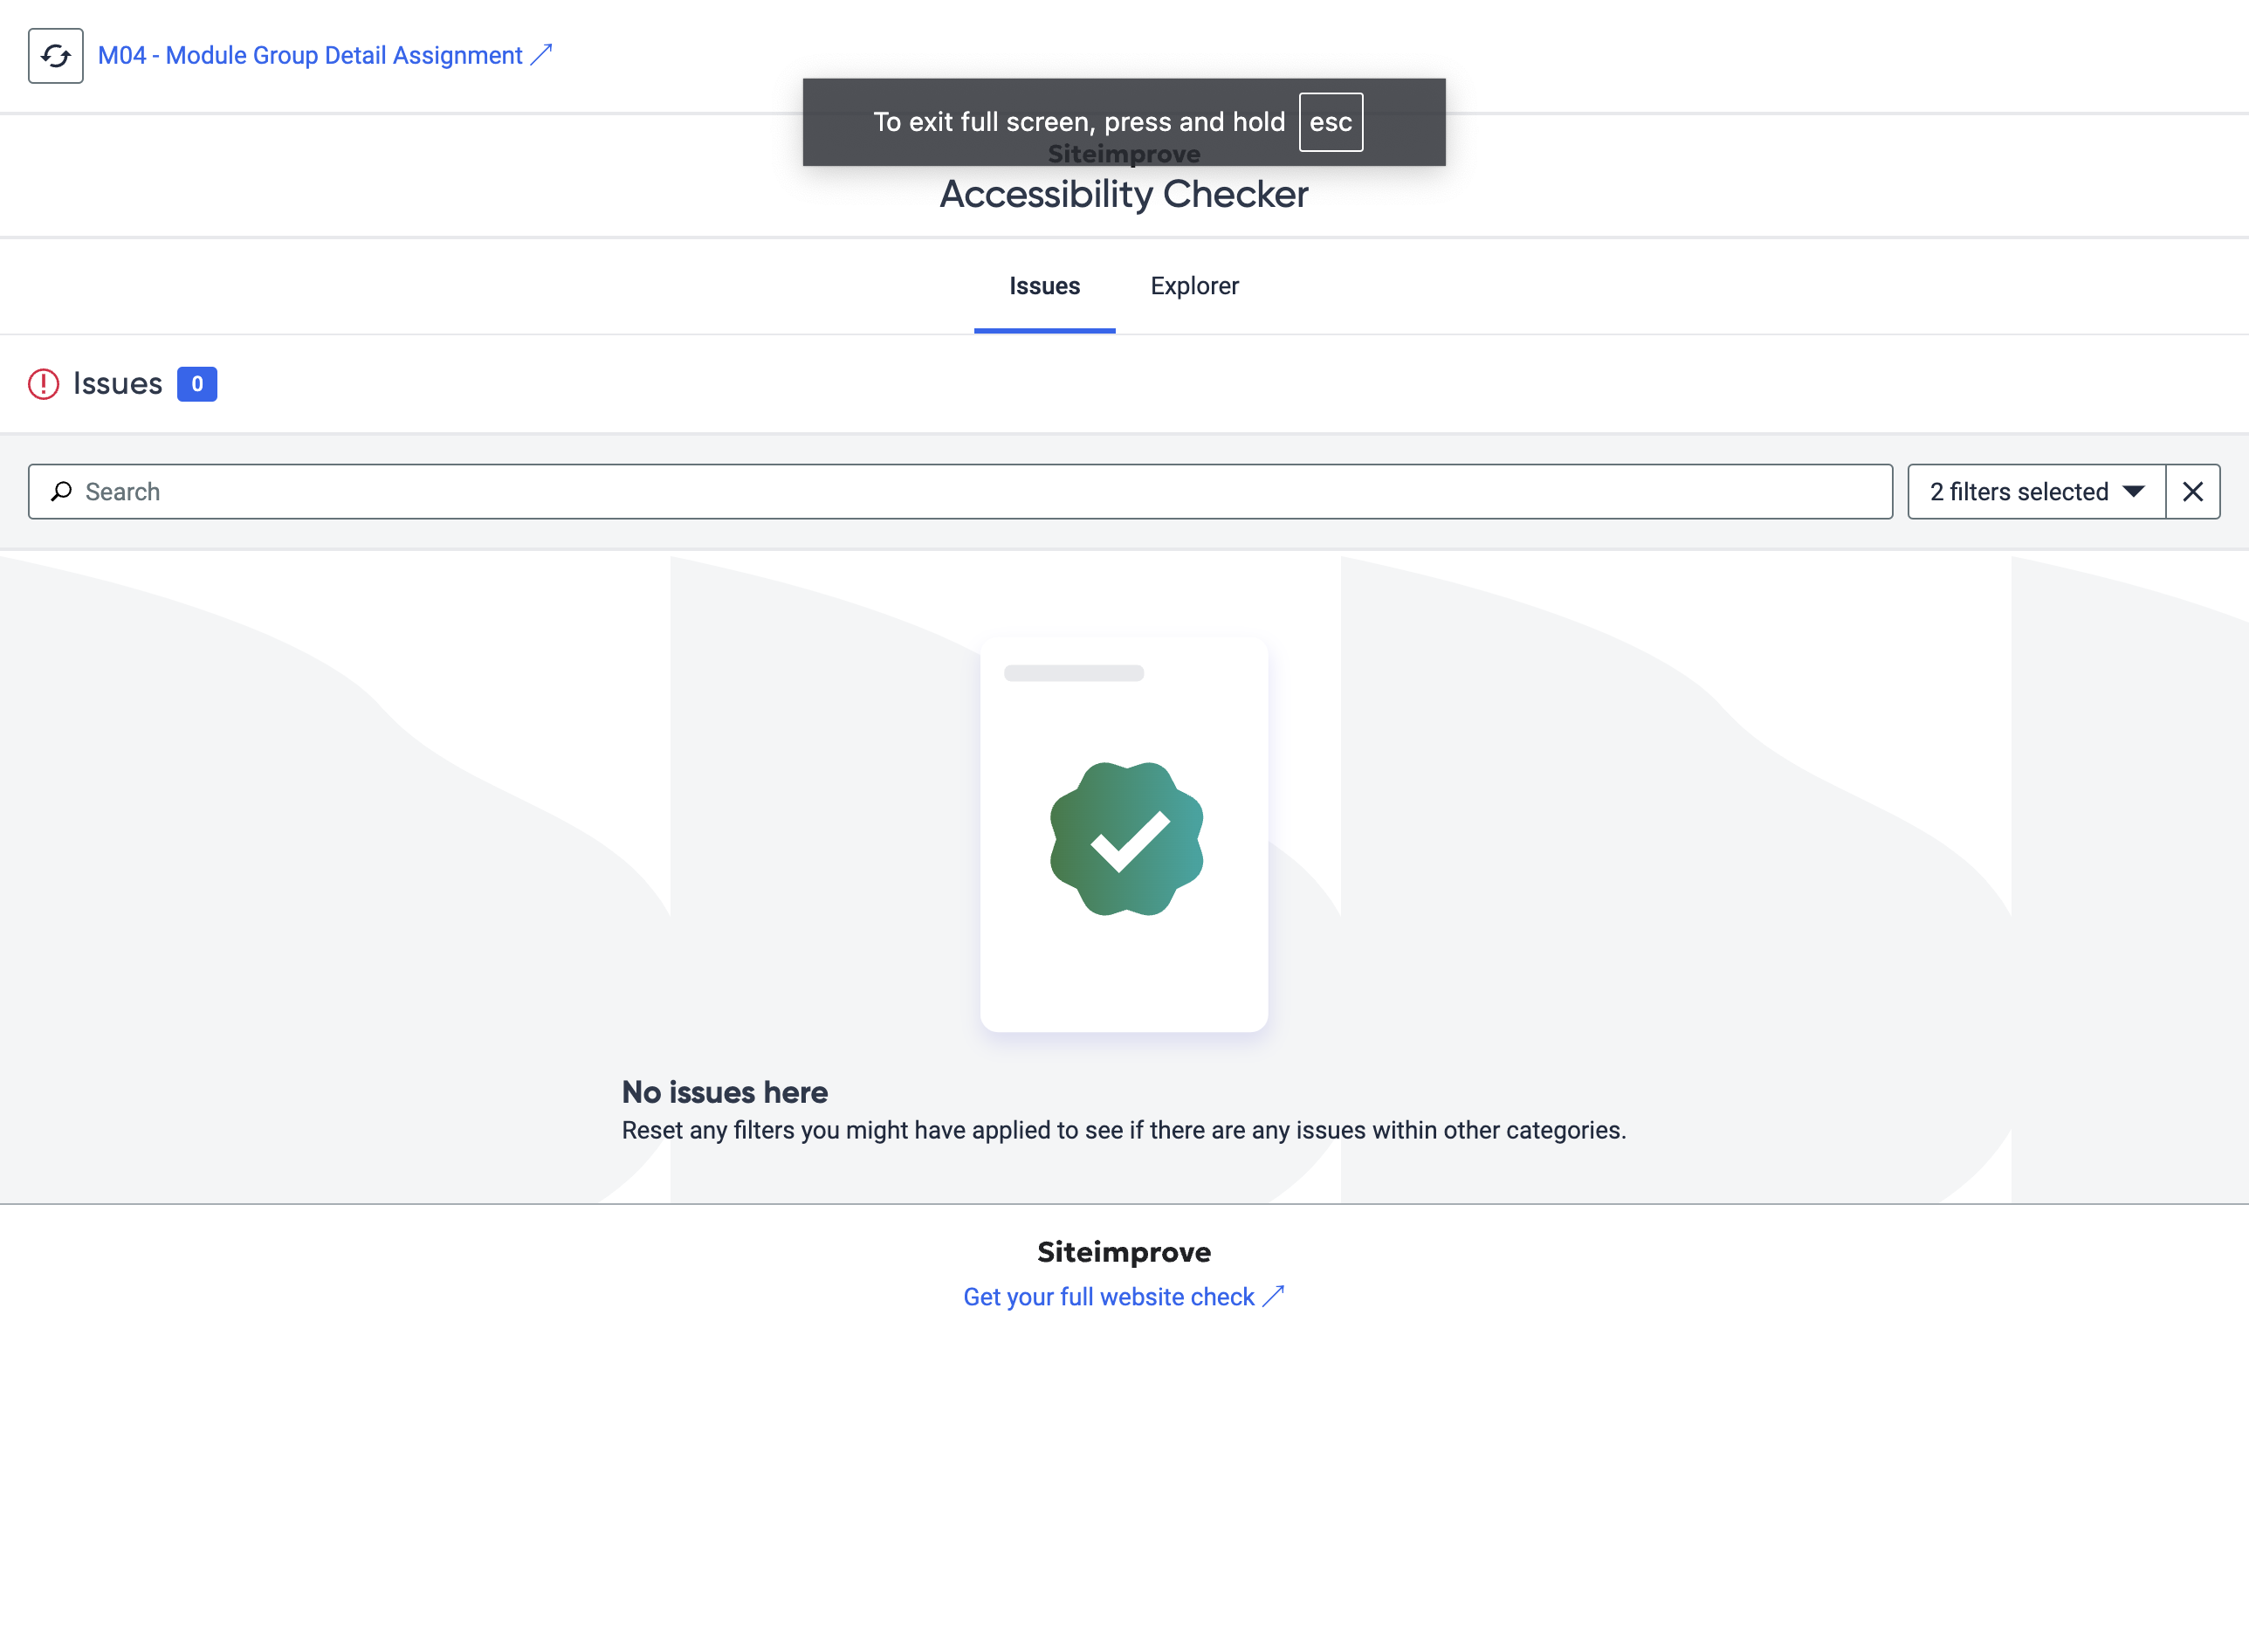 M04 - Module Group Detail Assignment
To exit full screen, press and hold esc
Siteimprove
Accessibility Checker
Issues Explorer
Issues 0
Search 2 filters selected
No issues here
Reset any filters you might have applied to see if there are any issues within other categories.
Siteimprove
Get your full website check